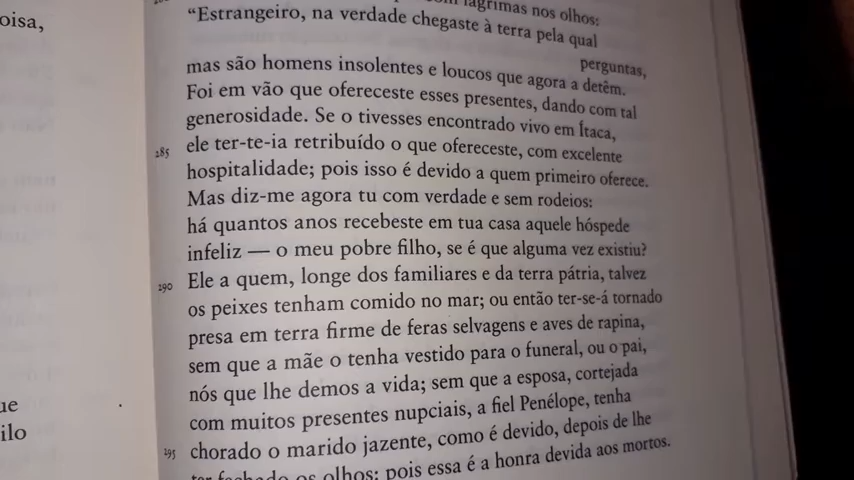 oisa,
lágrimas nos olhos:
“Estrangeiro, na verdade chegaste à terra pela qual
perguntas,
mas são homens insolentes e loucos que agora a detêm.
Foi em vão que ofereceste esses presentes, dando com tal
generosidade. Se o tivesses encontrado vivo em Ítaca,
285 ele ter-te-ia retribuído o que ofereceste, com excelente
hospitalidade; pois isso é devido a quem primeiro oferece.
Mas diz-me agora tu com verdade e sem rodeios:
há quantos anos recebeste em tua casa aquele hóspede
infeliz — o meu pobre filho, se é que alguma vez existiu?
290 Ele a quem, longe dos familiares e da terra pátria, talvez
os peixes tenham comido no mar; ou então ter-se-á tornado
presa em terra firme de feras selvagens e aves de rapina,
sem que a mãe o tenha vestido para o funeral, ou o pai,
nós que lhe demos a vida; sem que a esposa, cortejada
com muitos presentes nupciais, a fiel Penélope, tenha
295 chorado o marido jazente, como é devido, depois de lhe
ter fechado os olhos: pois essa é a honra devida aos mortos.
ue
ilo